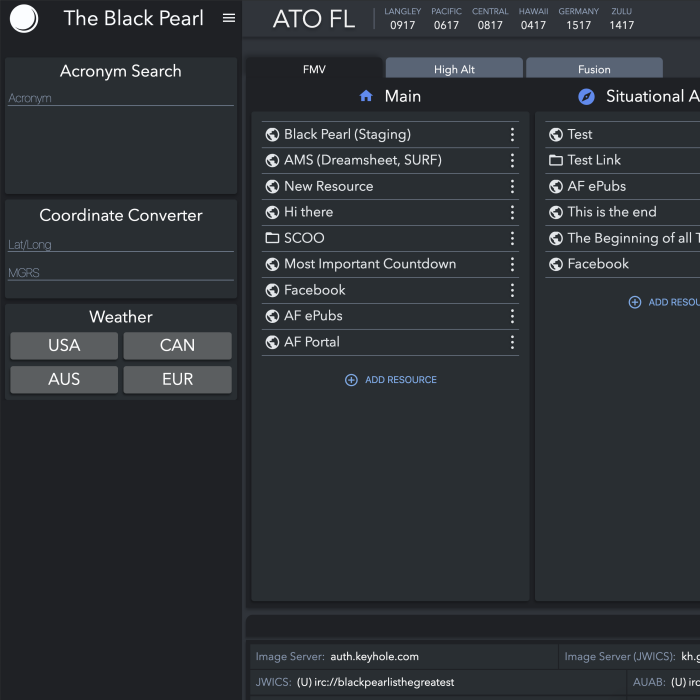 The Black Pearl
Acronym Search
Acronym
Coordinate Converter
Lat/Long
MGRS
Weather
USA CAN
AUS EUR
ATO FL
LANGLEY PACIFIC CENTRAL HAWAII GERMANY ZULU
0917 0617 0817 0417 1517 1417
FMV High Alt Fusion
Main
Black Pearl (Staging)
AMS (Dreamsheet, SURF)
New Resource
Hi there
SCOO
Most Important Countdown
Facebook
AF ePubs
AF Portal
ADD RESOURCE
Situational A
Test
Test Link
AF ePubs
This is the end
The Beginning of all T
Facebook
ADD RESOU
Image Server: auth.keyhole.com Image Server (JWICS): kh.g
JWICS: (U) irc://blackpearlisthegreatest AUAB: (U) irc